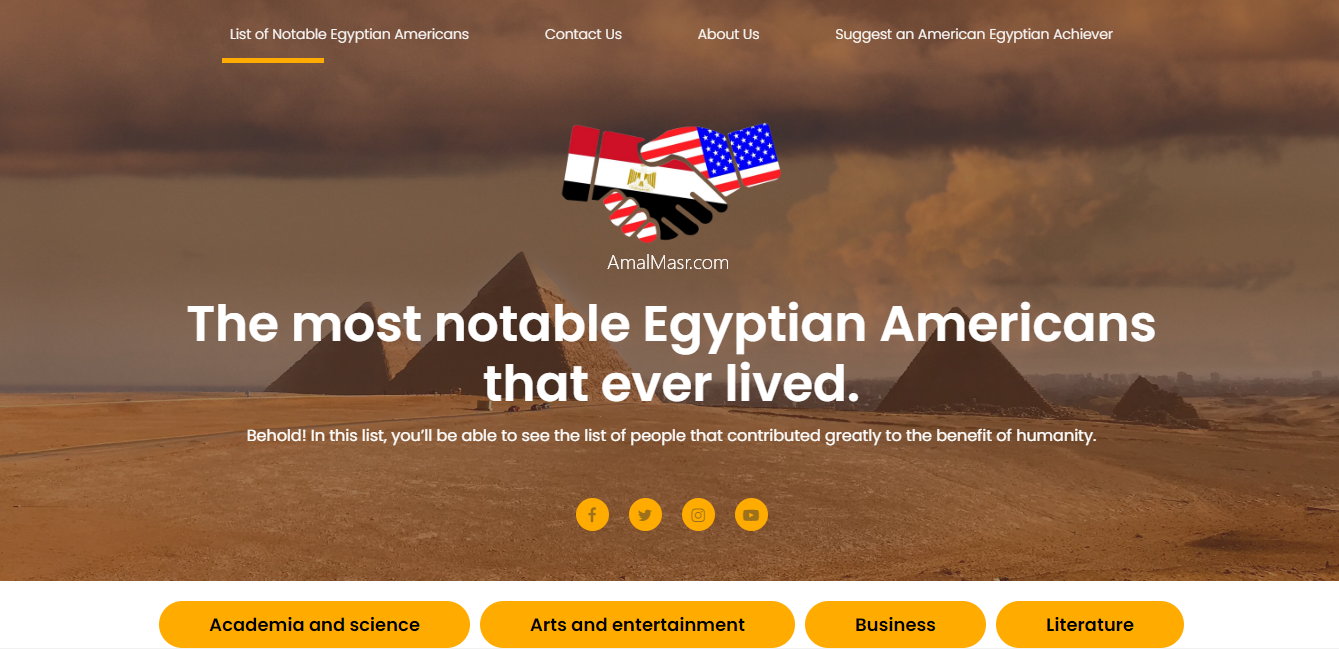 List of Notable Egyptian Americans
Contact Us
About Us
Suggest an American Egyptian Achiever
AmalMasr.com
The most notable Egyptian Americans
that ever lived.
Behold! In this list, you’ll be able to see the list of people that contributed greatly to the benefit of humanity.
Academia and science
Arts and entertainment
Business
Literature